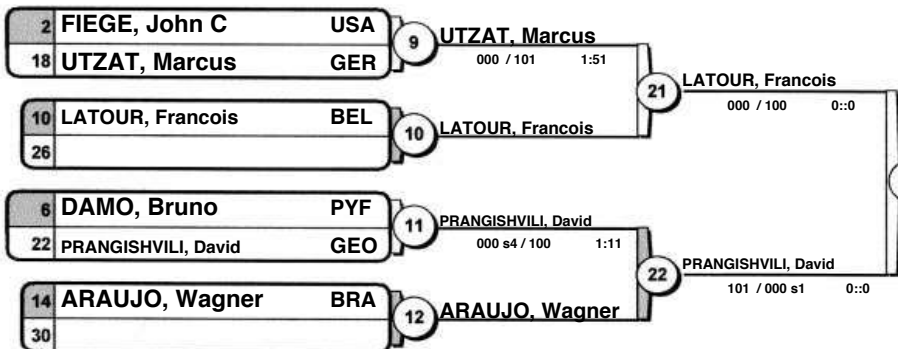 2 FIEGE, John C USA
18 UTZAT, Marcus GER
9
UTZAT, Marcus
000 / 101 1:51
10 LATOUR, Francois BEL
26
10
LATOUR, Francois
21
LATOUR, Francois
000 / 100 0::0
6 DAMO, Bruno PYF
22 PRANGISHVILI, David GEO
11
PRANGISHVILI, David
000 s4 / 100 1:11
14 ARAUJO, Wagner BRA
30
12
ARAUJO, Wagner
22
PRANGISHVILI, David
101 / 000 s1 0::0